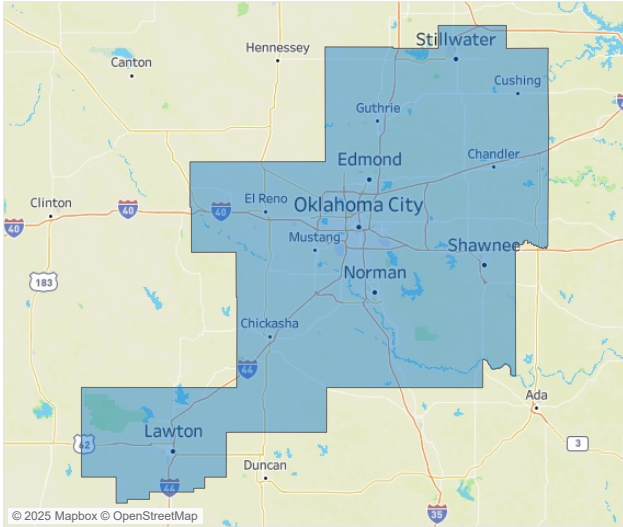 Stillwater
Hennessey
Canton
Cushing
Guthrie
Edmond
Chandler
El Reno
Clinton
40
40
40
Oklahoma City
40
Mustang
Shawnee
183
Norman
Chickasha
44
Ada
62
Lawton
3
Duncan
44
35
© 2025 Mapbox © OpenStreetMap